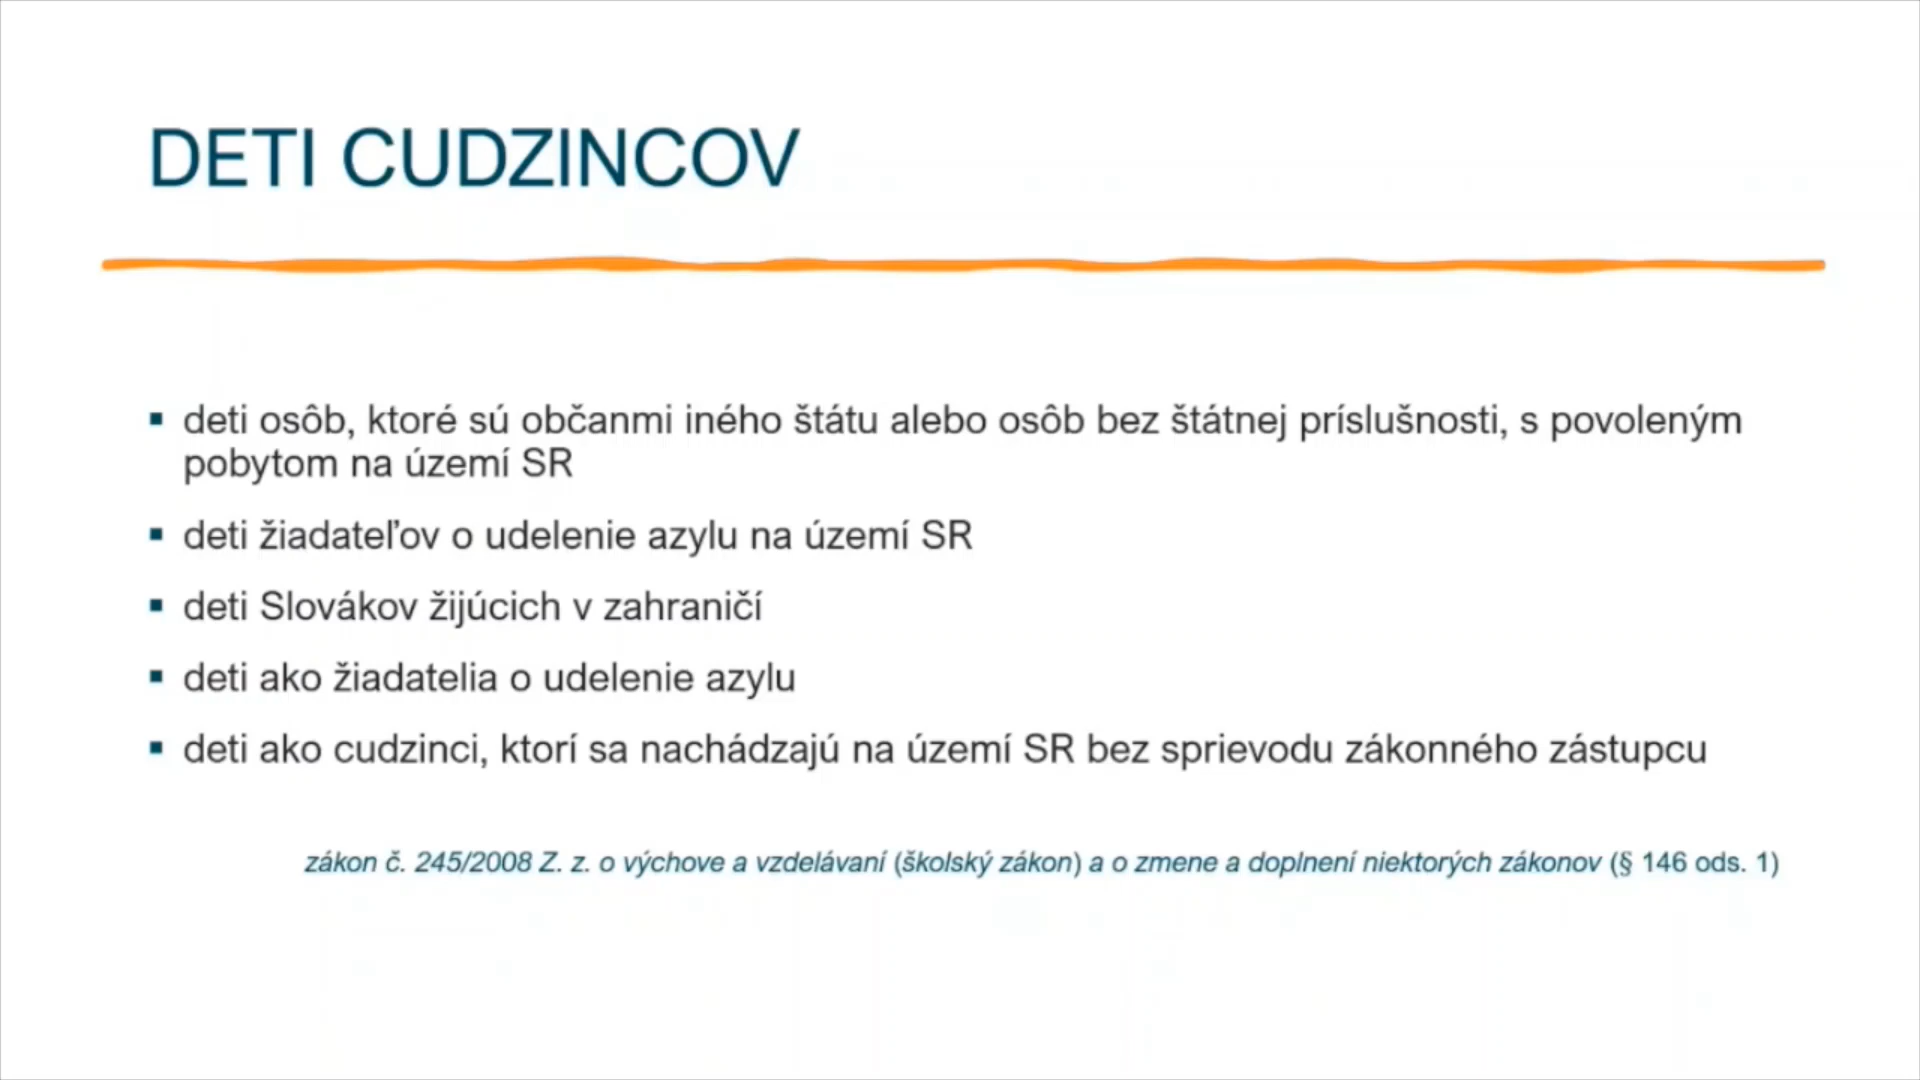 DETI CUDZINCOV
▪ deti osôb, ktoré sú občanmi iného štátu alebo osôb bez štátnej príslušnosti, s povoleným
pobytom na území SR
▪ deti žiadateľov o udelenie azylu na území SR
▪ deti Slovákov žijúcich v zahraničí
▪ deti ako žiadatelia o udelenie azylu
▪ deti ako cudzinci, ktorí sa nachádzajú na území SR bez sprievodu zákonného zástupcu
zákon č. 245/2008 Z. z. o výchove a vzdelávaní (školský zákon) a o zmene a doplnení niektorých zákonov (§ 146 ods. 1)